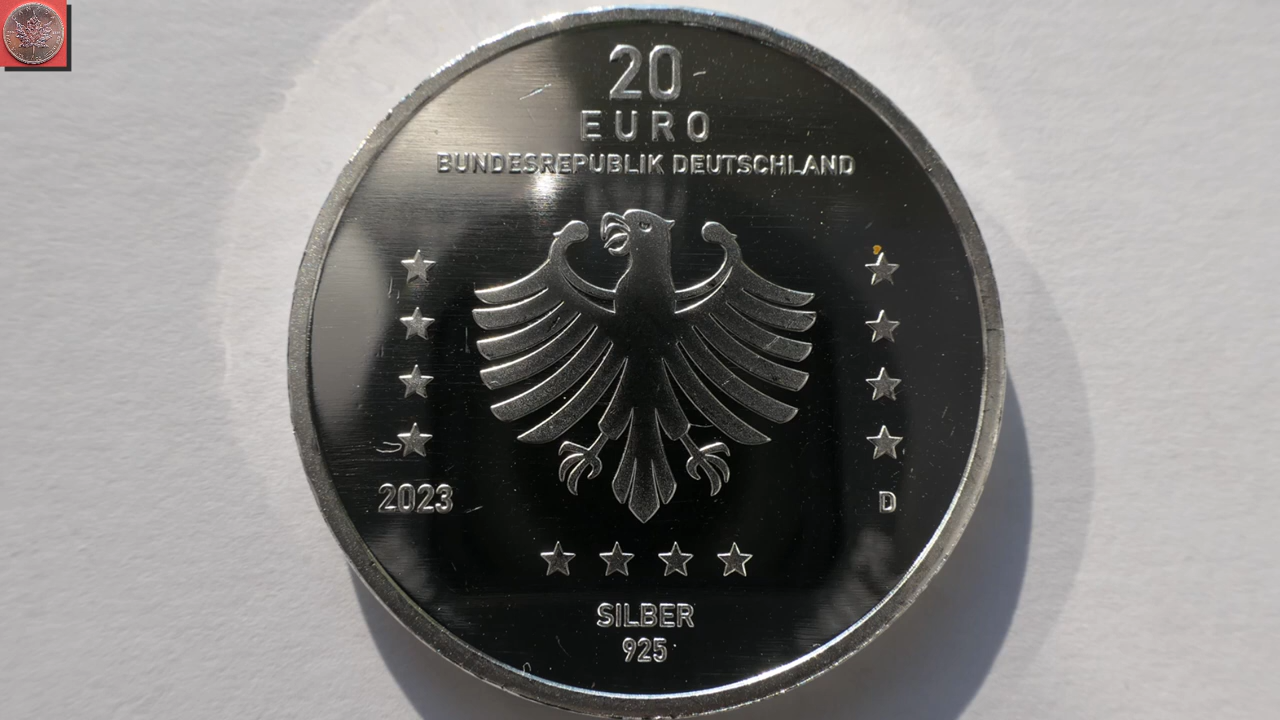 20
EURO
BUNDESREPUBLIK DEUTSCHLAND
2023
D
SILBER
925